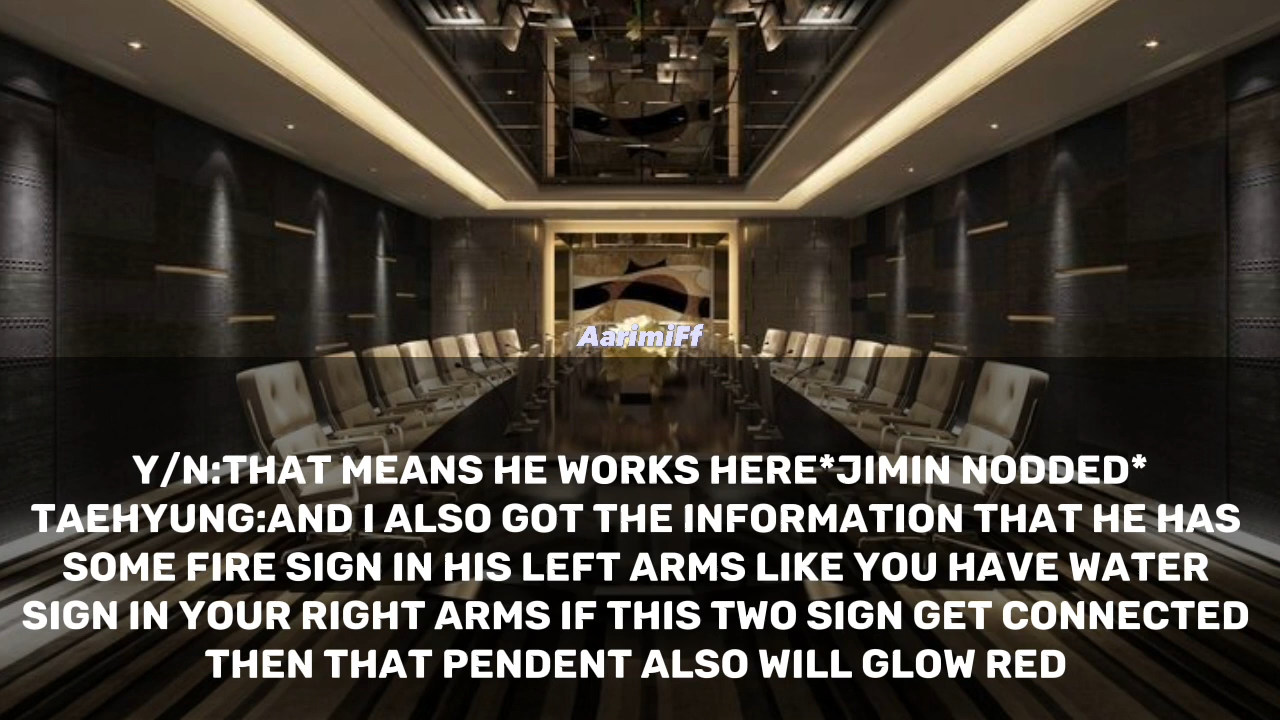 AarimiFf
Y/N:THAT MEANS HE WORKS HERE*JIMIN NODDED*
TAEHYUNG:AND I ALSO GOT THE INFORMATION THAT HE HAS
SOME FIRE SIGN IN HIS LEFT ARMS LIKE YOU HAVE WATER
SIGN IN YOUR RIGHT ARMS IF THIS TWO SIGN GET CONNECTED
THEN THAT PENDENT ALSO WILL GLOW RED